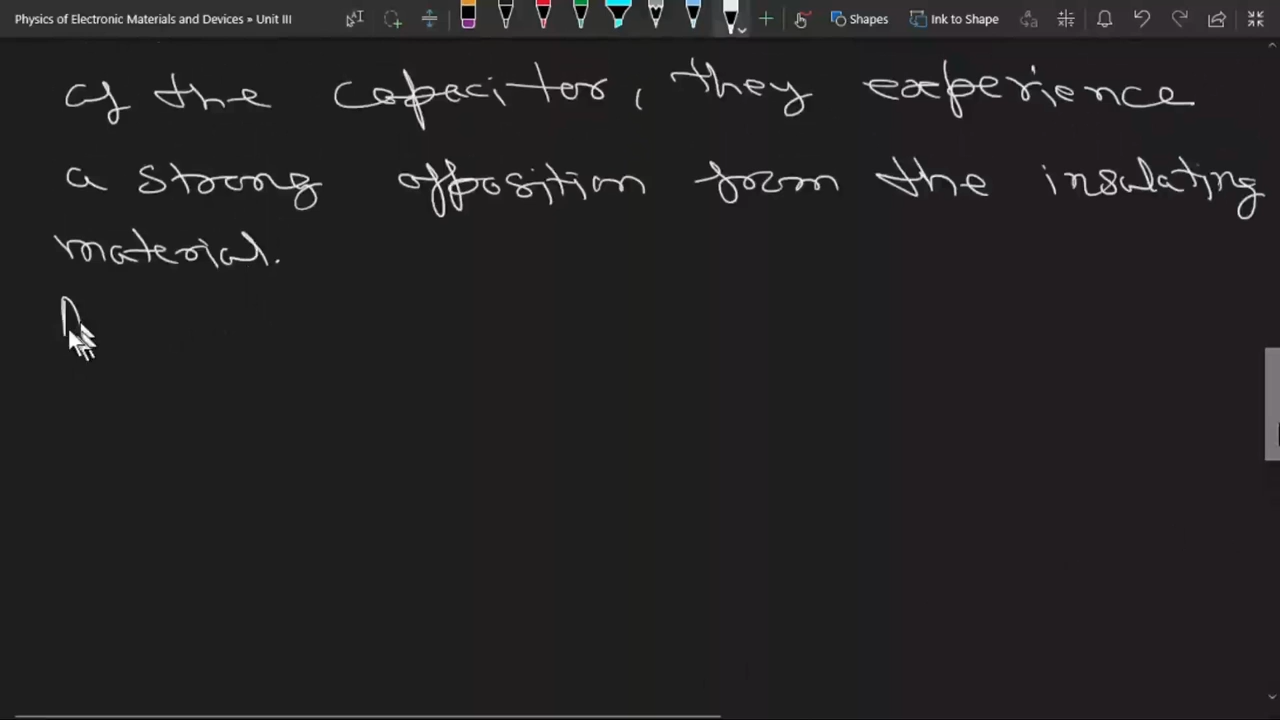 Physics of Electronic Materials and Devices » Unit III
Shapes
Ink to Shape
of the capacitor, they experience
a strong opposition from the insulating
material.